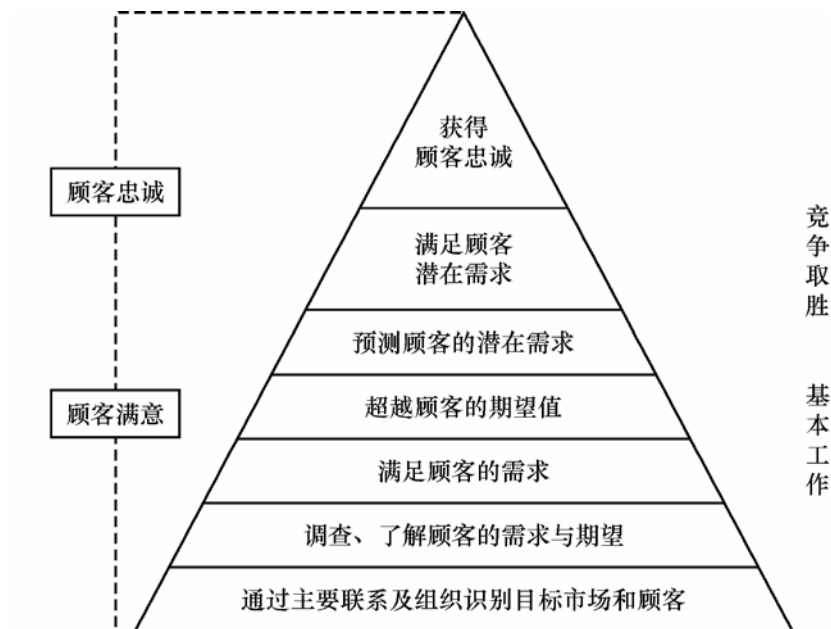 获得
顾客忠诚
顾客忠诚
满足顾客
潜在需求
竞
争
取
胜
预测顾客的潜在需求
超越顾客的期望值
顾客满意
基
本
工
作
满足顾客的需求
调查、了解顾客的需求与期望
通过主要联系及组织识别目标市场和顾客